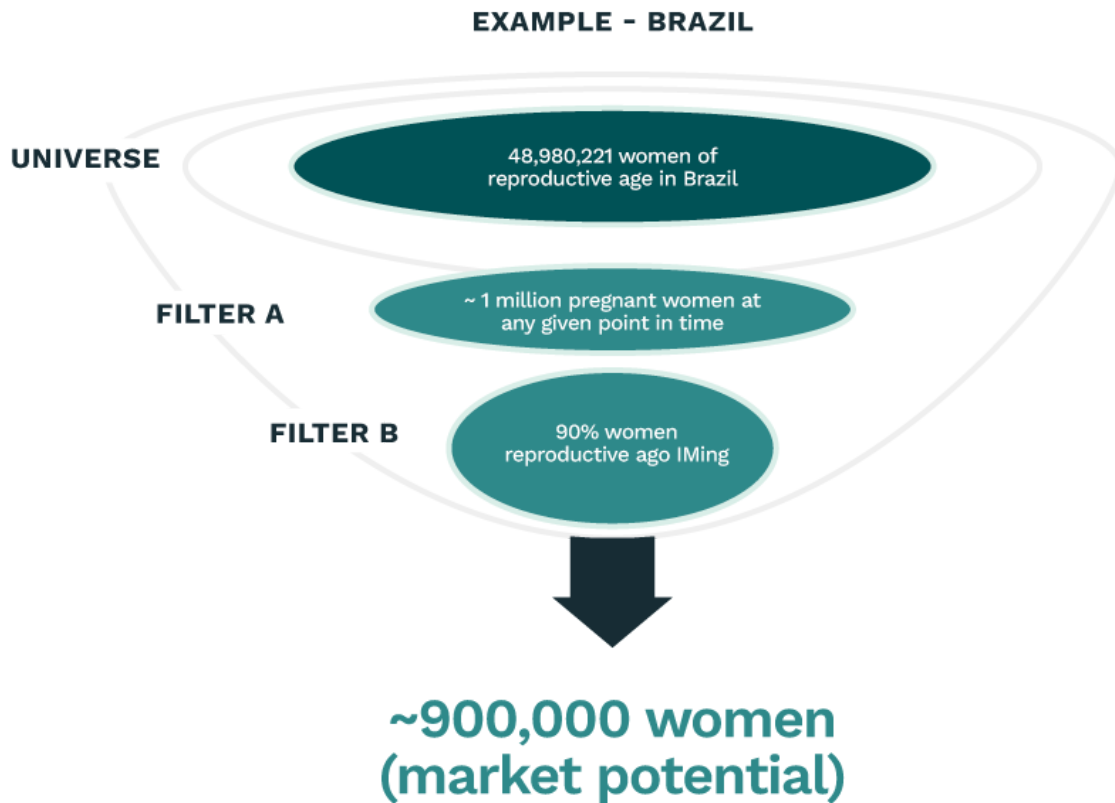 EXAMPLE - BRAZIL
UNIVERSE
48,980,221 women of
reproductive age in Brazil
FILTER A
~ 1 million pregnant women at
any given point in time
FILTER B
90% women
reproductive ago IMing
~900,000 women
(market potential)